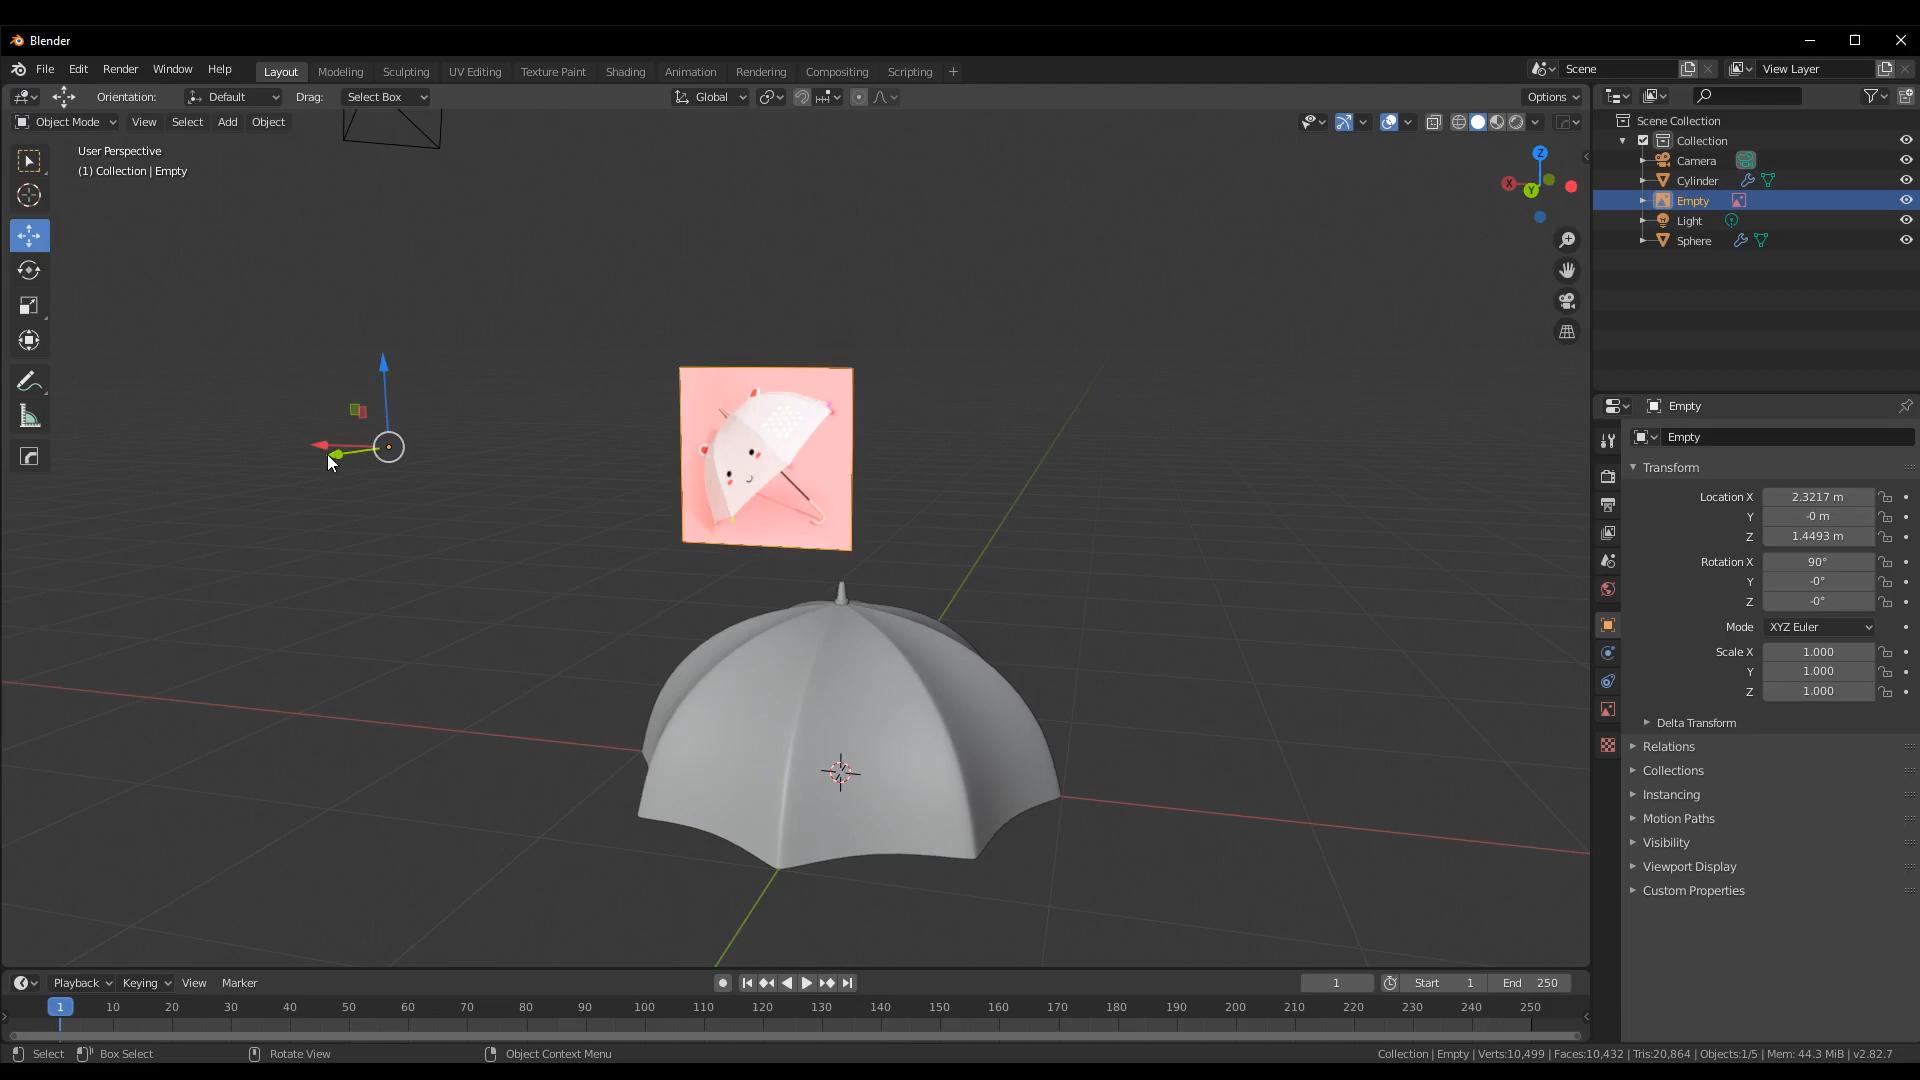 Blender
File Edit Render Window Help Layout Modeling Sculpting UV Editing Texture Paint Shading Animation Rendering Compositing Scripting + Scene View Layer
Orientation: Default Drag: Select Box Global Options
Object Mode View Select Add Object
User Perspective
(1) Collection | Empty
Z
X
Y
Scene Collection
Collection
Camera
Cylinder
Empty
Light
Sphere
Empty
Empty
Transform
Location X 2.3217 m
Y -0 m
Z 1.4493 m
Rotation X 90°
Y -0°
Z -0°
Mode XYZ Euler
Scale X 1.000
Y 1.000
Z 1.000
Delta Transform
Relations
Collections
Instancing
Motion Paths
Visibility
Viewport Display
Custom Properties
Playback Keying View Marker 1 Start 1 End 250
1 10 20 30 40 50 60 70 80 90 100 110 120 130 140 150 160 170 180 190 200 210 220 230 240 250
Select Box Select Rotate View Object Context Menu Collection | Empty | Verts:10,499 | Faces:10,432 | Tris:20,864 | Objects:1/5 | Mem: 44.3 MiB | v2.82.7